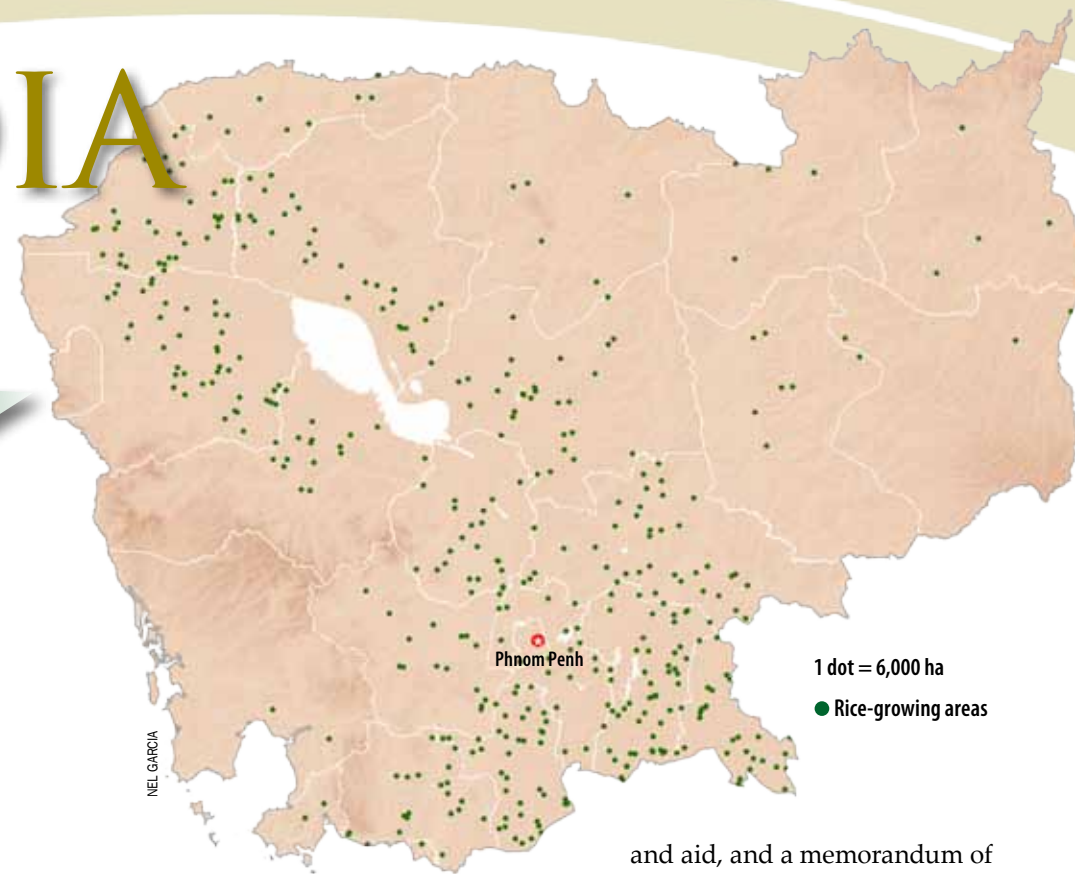 DIA
Phnom Penh
1 dot = 6,000 ha
Rice-growing areas
NEL GARCIA
and aid, and a memorandum of